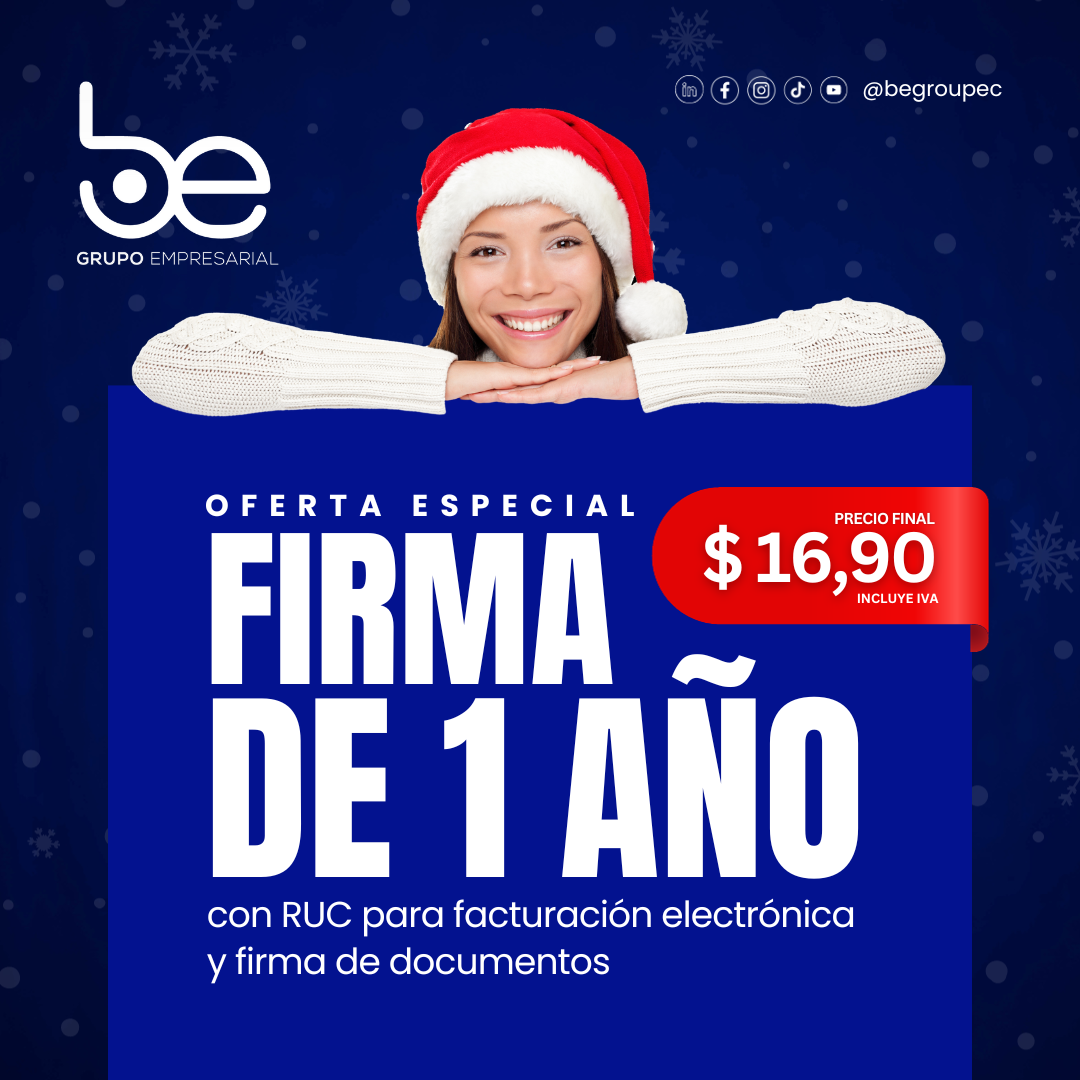 be
GRUPO EMPRESARIAL
in
@begroupec
OFERTA ESPECIAL
FIRMA
DE 1 AÑO
PRECIO FINAL
$ 16,90
INCLUYE IVA
con RUC para facturación electrónica
y firma de documentos